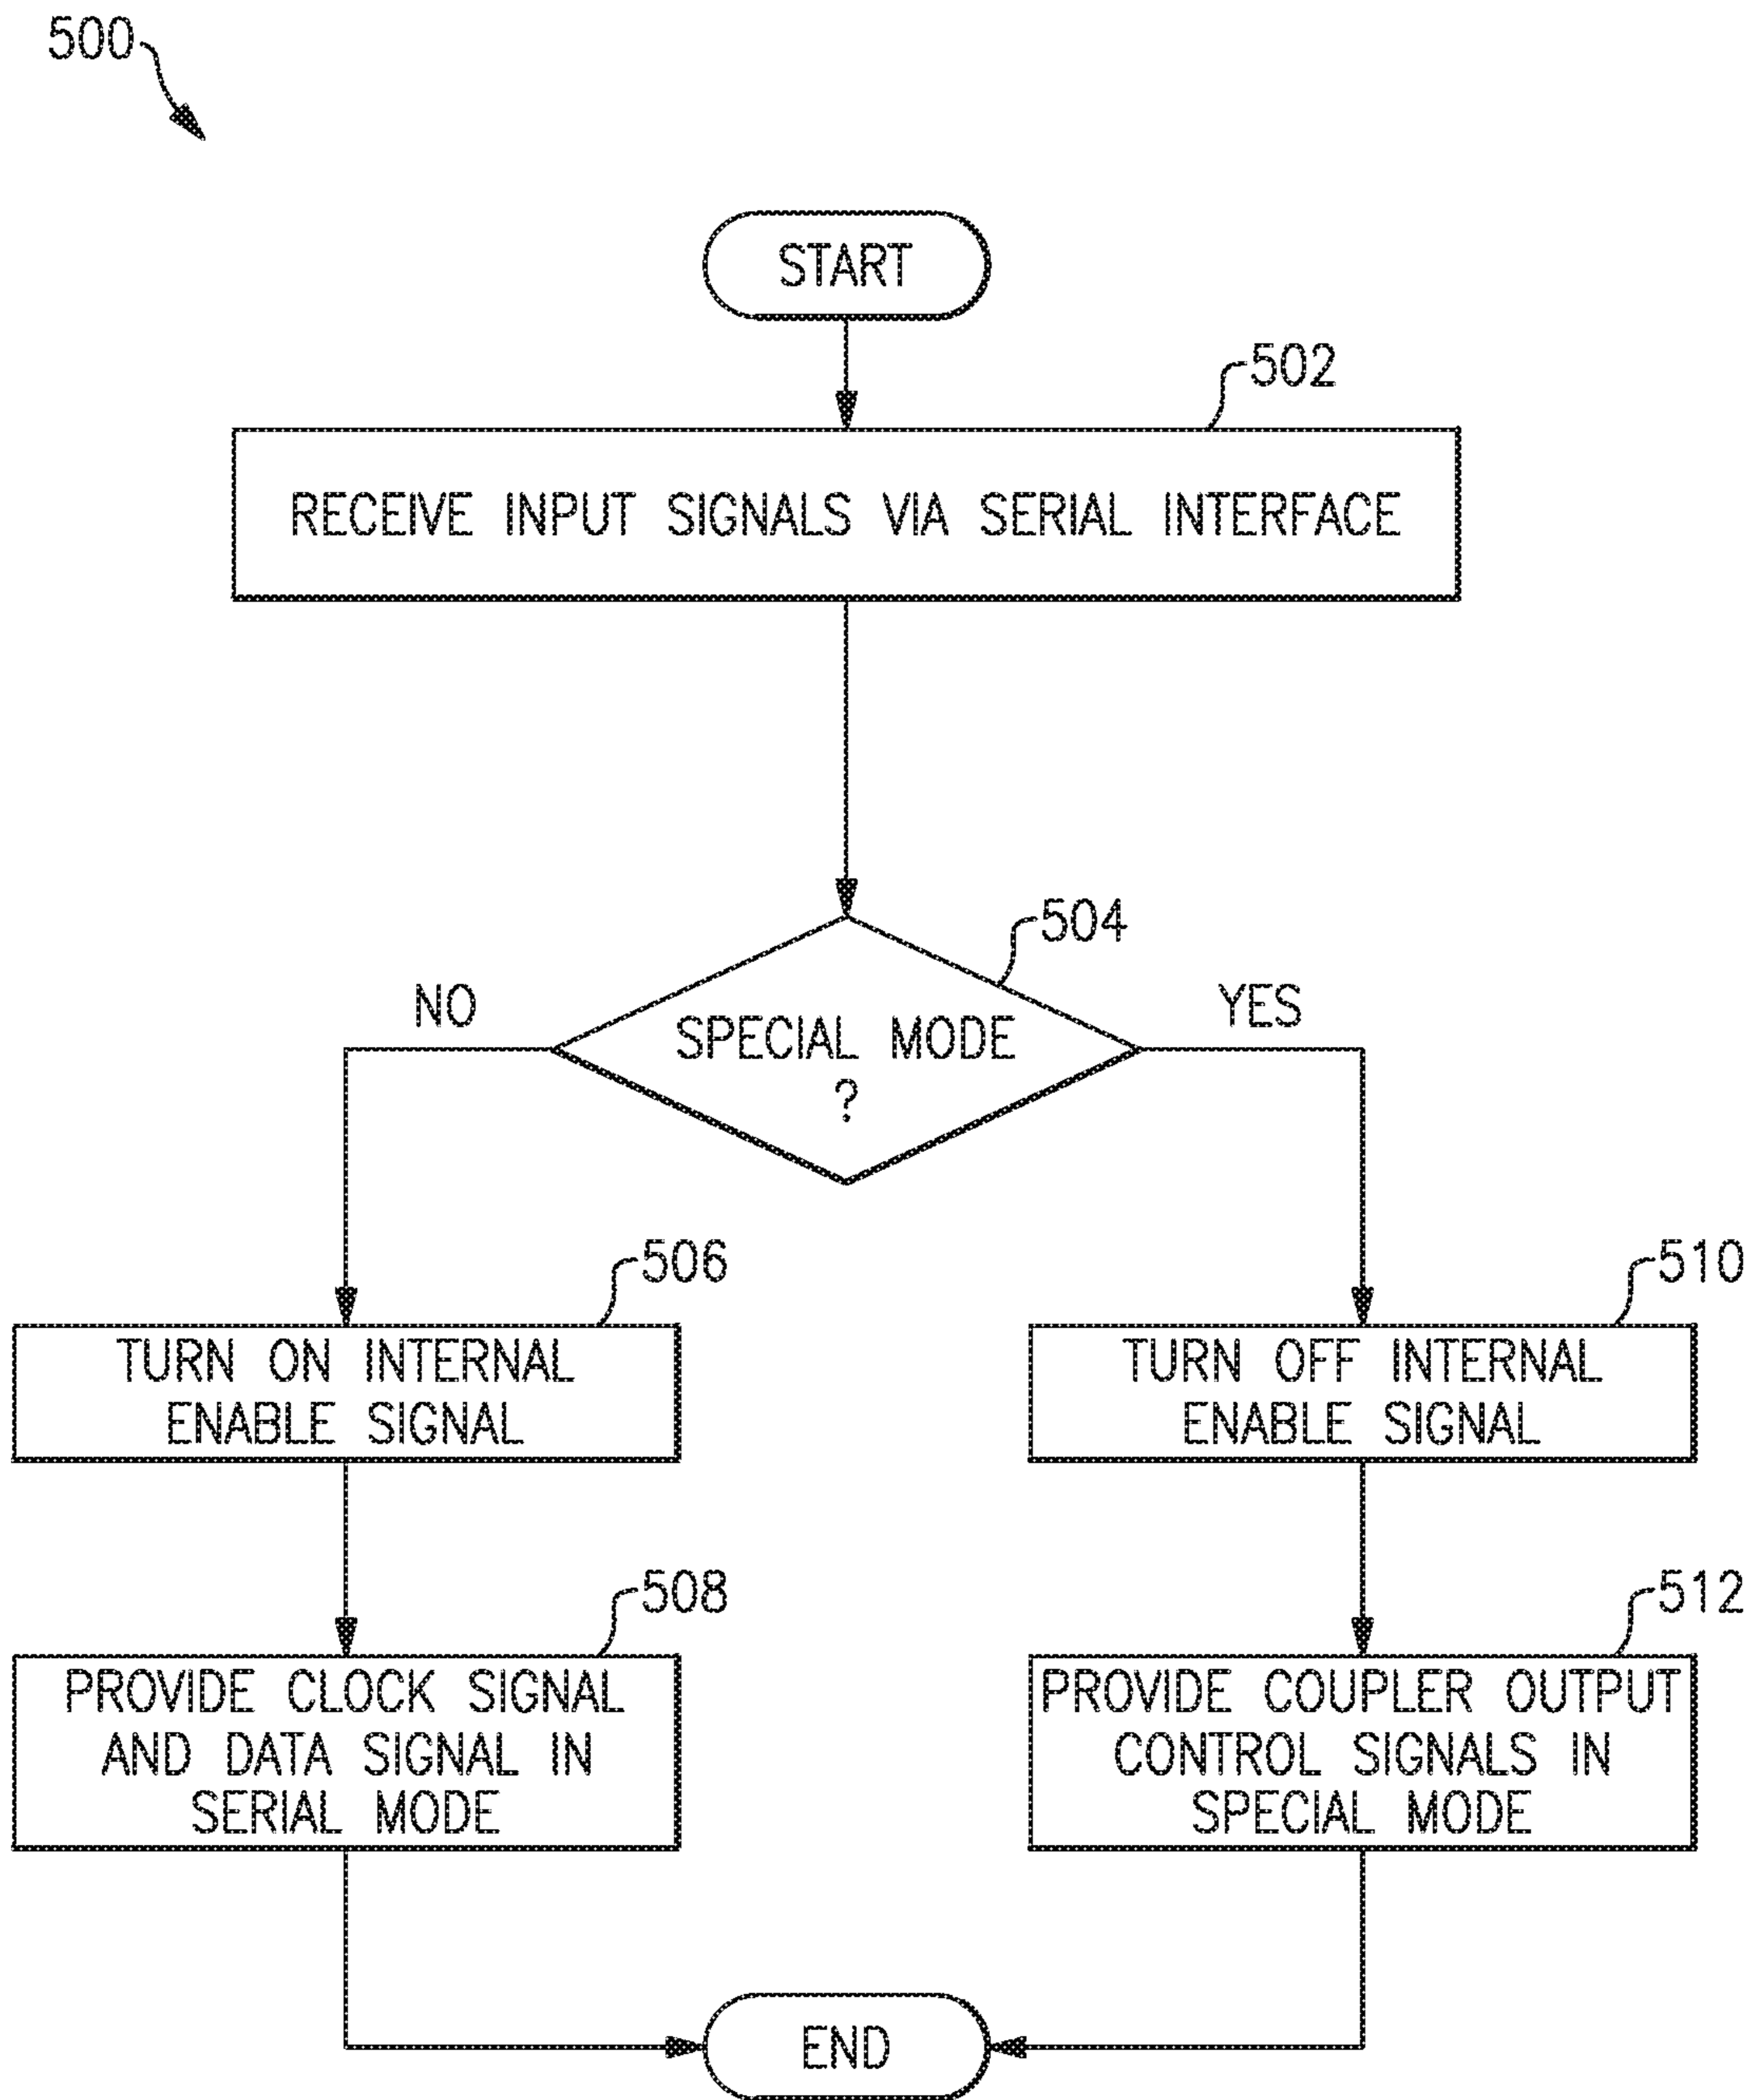 500
START
502
RECEIVE INPUT SIGNALS VIA SERIAL INTERFACE
504
NO
YES
SPECIAL MODE
?
506
TURN ON INTERNAL
ENABLE SIGNAL
510
TURN OFF INTERNAL
ENABLE SIGNAL
508
PROVIDE CLOCK SIGNAL
AND DATA SIGNAL IN
SERIAL MODE
512
PROVIDE COUPLER OUTPUT
CONTROL SIGNALS IN
SPECIAL MODE
END